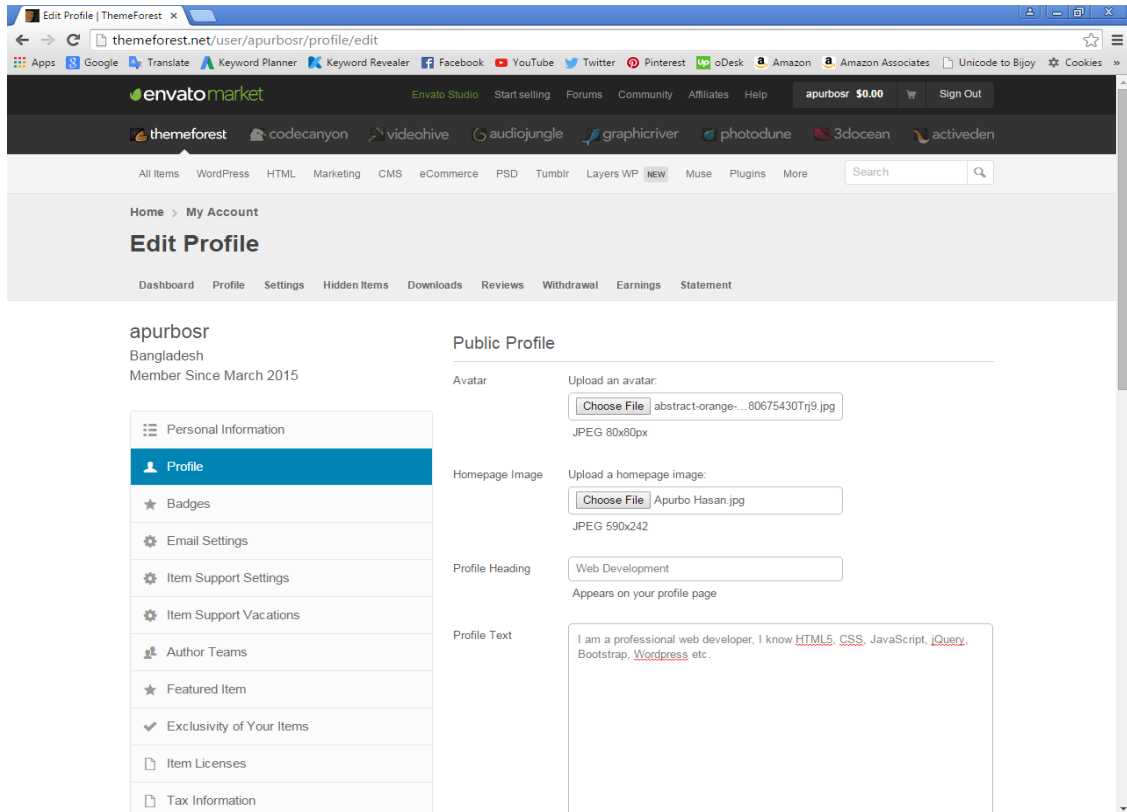 Edit Profile | ThemeForest ×
themeforest.net/user/apurbosr/profile/edit
Apps Google Translate Keyword Planner Keyword Revealer Facebook YouTube Twitter Pinterest oDesk Amazon Amazon Associates Unicode to Bijoy Cookies »
envatomarket Envato Studio Start selling Forums Community Affiliates Help apurbosr $0.00 Sign Out
themeforest codecanyon videohive audiojungle graphicriver photodune 3docean activeden
All Items WordPress HTML Marketing CMS eCommerce PSD Tumblr Layers WP NEW Muse Plugins More Search
Home > My Account
Edit Profile
Dashboard Profile Settings Hidden Items Downloads Reviews Withdrawal Earnings Statement
apurbosr
Bangladesh
Member Since March 2015
Personal Information
Profile
Badges
Email Settings
Item Support Settings
Item Support Vacations
Author Teams
Featured Item
Exclusivity of Your Items
Item Licenses
Tax Information
Public Profile
Avatar Upload an avatar:
Choose File abstract-orange-...80675430Trj9.jpg
JPEG 80x80px
Homepage Image Upload a homepage image:
Choose File Apurbo Hasan.jpg
JPEG 590x242
Profile Heading Web Development
Appears on your profile page
Profile Text I am a professional web developer, I know HTML5, CSS, JavaScript, jQuery,
Bootstrap, Wordpress etc.